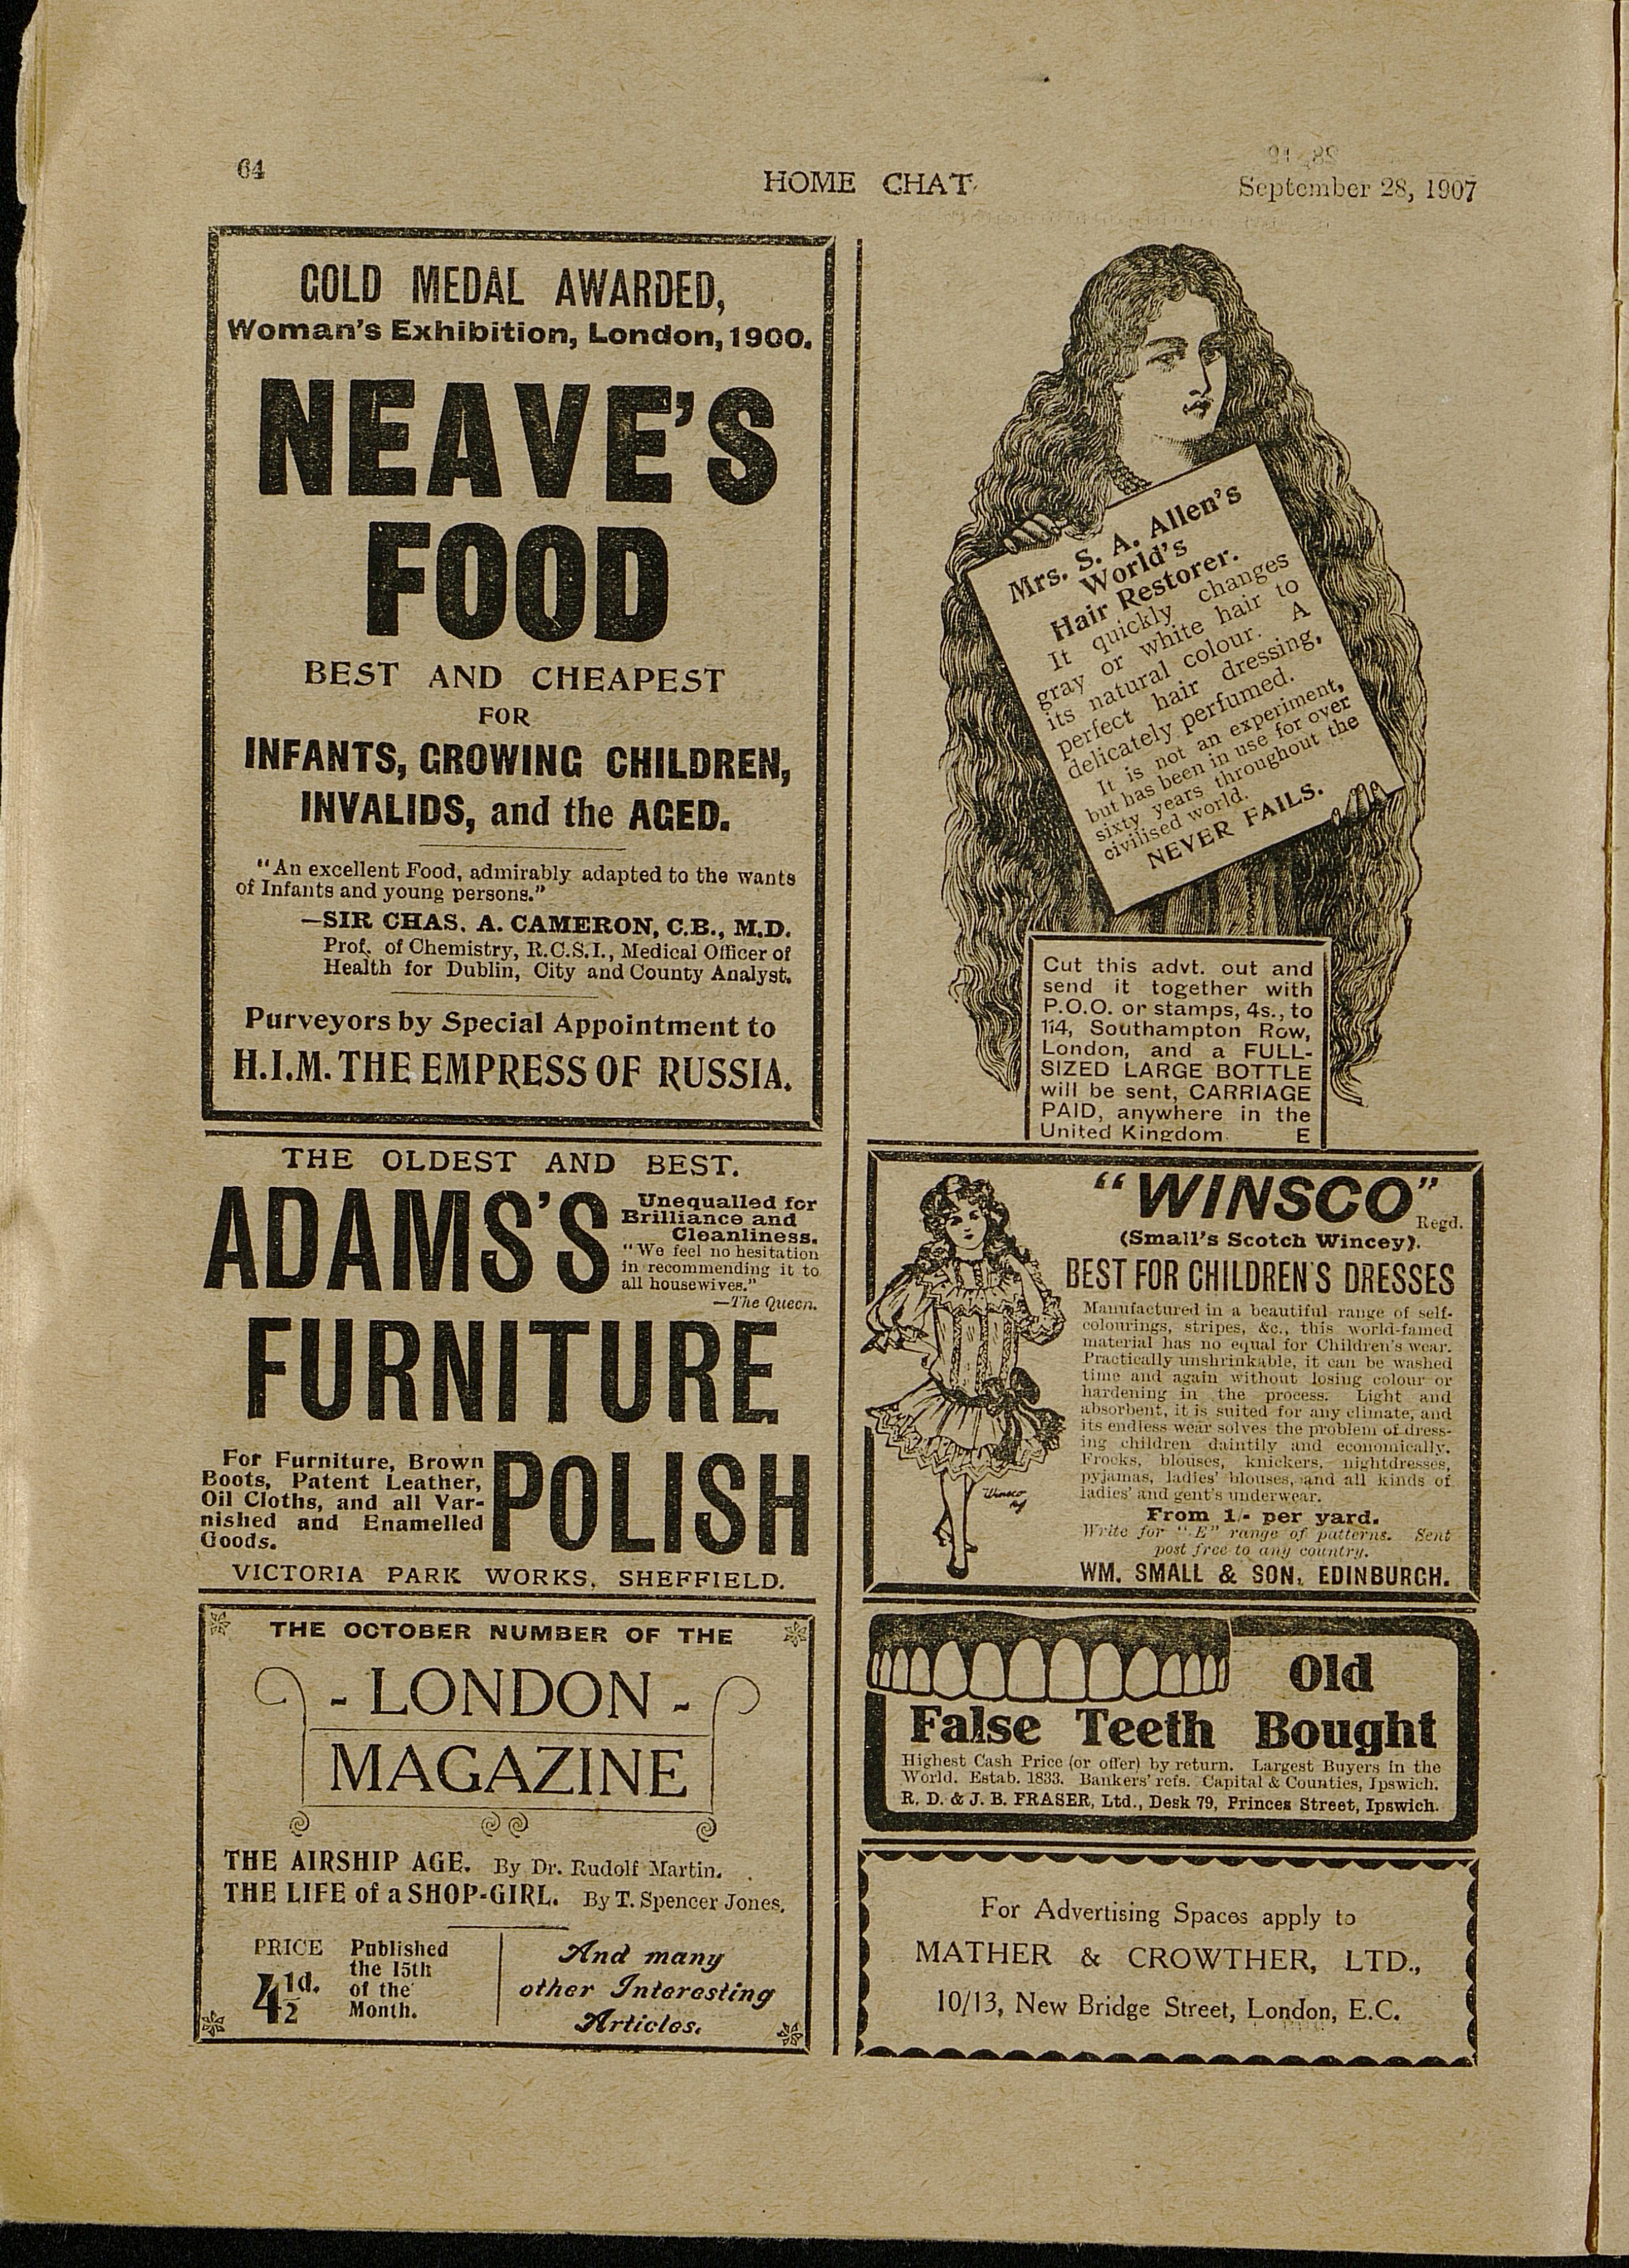 64
HOME CHAT
September 28, 1907
GOLD MEDAL AWARDED,
Woman's Exhibition, London, 1900.
NEAVE'S
FOOD
BEST AND CHEAPEST
FOR
INFANTS, GROWING CHILDREN,
INVALIDS, and the AGED.
"An excellent Food, admirably adapted to the wants
of Infants and young persons."
—SIR CHAS. A. CAMERON, C.B., M.D.
Prof. of Chemistry, R.C.S.I., Medical Officer of
Health for Dublin, City and County Analyst.
Purveyors by Special Appointment to
H.I.M. THE EMPRESS OF RUSSIA.
THE OLDEST AND BEST.
ADAMS'S
Unequalled for
Brilliance and
Cleanliness.
"We feel no hesitation
in recommending it to
all housewives."
—The Queen.
FURNITURE
For Furniture, Brown
Boots, Patent Leather,
Oil Cloths, and all Var-
nished and Enamelled
Goods.
POLISH
VICTORIA PARK WORKS, SHEFFIELD.
THE OCTOBER NUMBER OF THE
- LONDON -
MAGAZINE
THE AIRSHIP AGE. By Dr. Rudolf Martin.
THE LIFE of a SHOP-GIRL. By T. Spencer Jones.
PRICE
4½d.
Published
the 15th
of the
Month.
And many
other Interesting
Articles.
Mrs. S. A. Allen's
World's
Hair Restorer.
It quickly changes
gray or white hair to
its natural colour. A
perfect hair dressing,
delicately perfumed.
It is not an experiment,
but has been in use for over
sixty years throughout the
civilised world.
NEVER FAILS.
Cut this advt. out and
send it together with
P.O.O. or stamps, 4s., to
114, Southampton Row,
London, and a FULL-
SIZED LARGE BOTTLE
will be sent, CARRIAGE
PAID, anywhere in the
United Kingdom E
"WINSCO"
Regd.
(Small's Scotch Wincey).
BEST FOR CHILDREN'S DRESSES
Manufactured in a beautiful range of self-
colourings, stripes, &c., this world-famed
material has no equal for Children's wear.
Practically unshrinkable, it can be washed
time and again without losing colour or
hardening in the process. Light and
absorbent, it is suited for any climate, and
its endless wear solves the problem of dress-
ing children daintily and economically.
Frocks, blouses, knickers, nightdresses,
pyjamas, ladies' blouses, and all kinds of
ladies' and gent's underwear.
From 1/- per yard.
Write for "E" range of patterns. Sent
post free to any country.
WM. SMALL & SON, EDINBURGH.
Winsco
Old
False Teeth Bought
Highest Cash Price (or offer) by return. Largest Buyers in the
World. Estab. 1833. Bankers' refs. Capital & Counties, Ipswich.
R. D. & J. B. FRASER, Ltd., Desk 79, Princes Street, Ipswich.
For Advertising Spaces apply to
MATHER & CROWTHER, LTD.,
10/13, New Bridge Street, London, E.C.